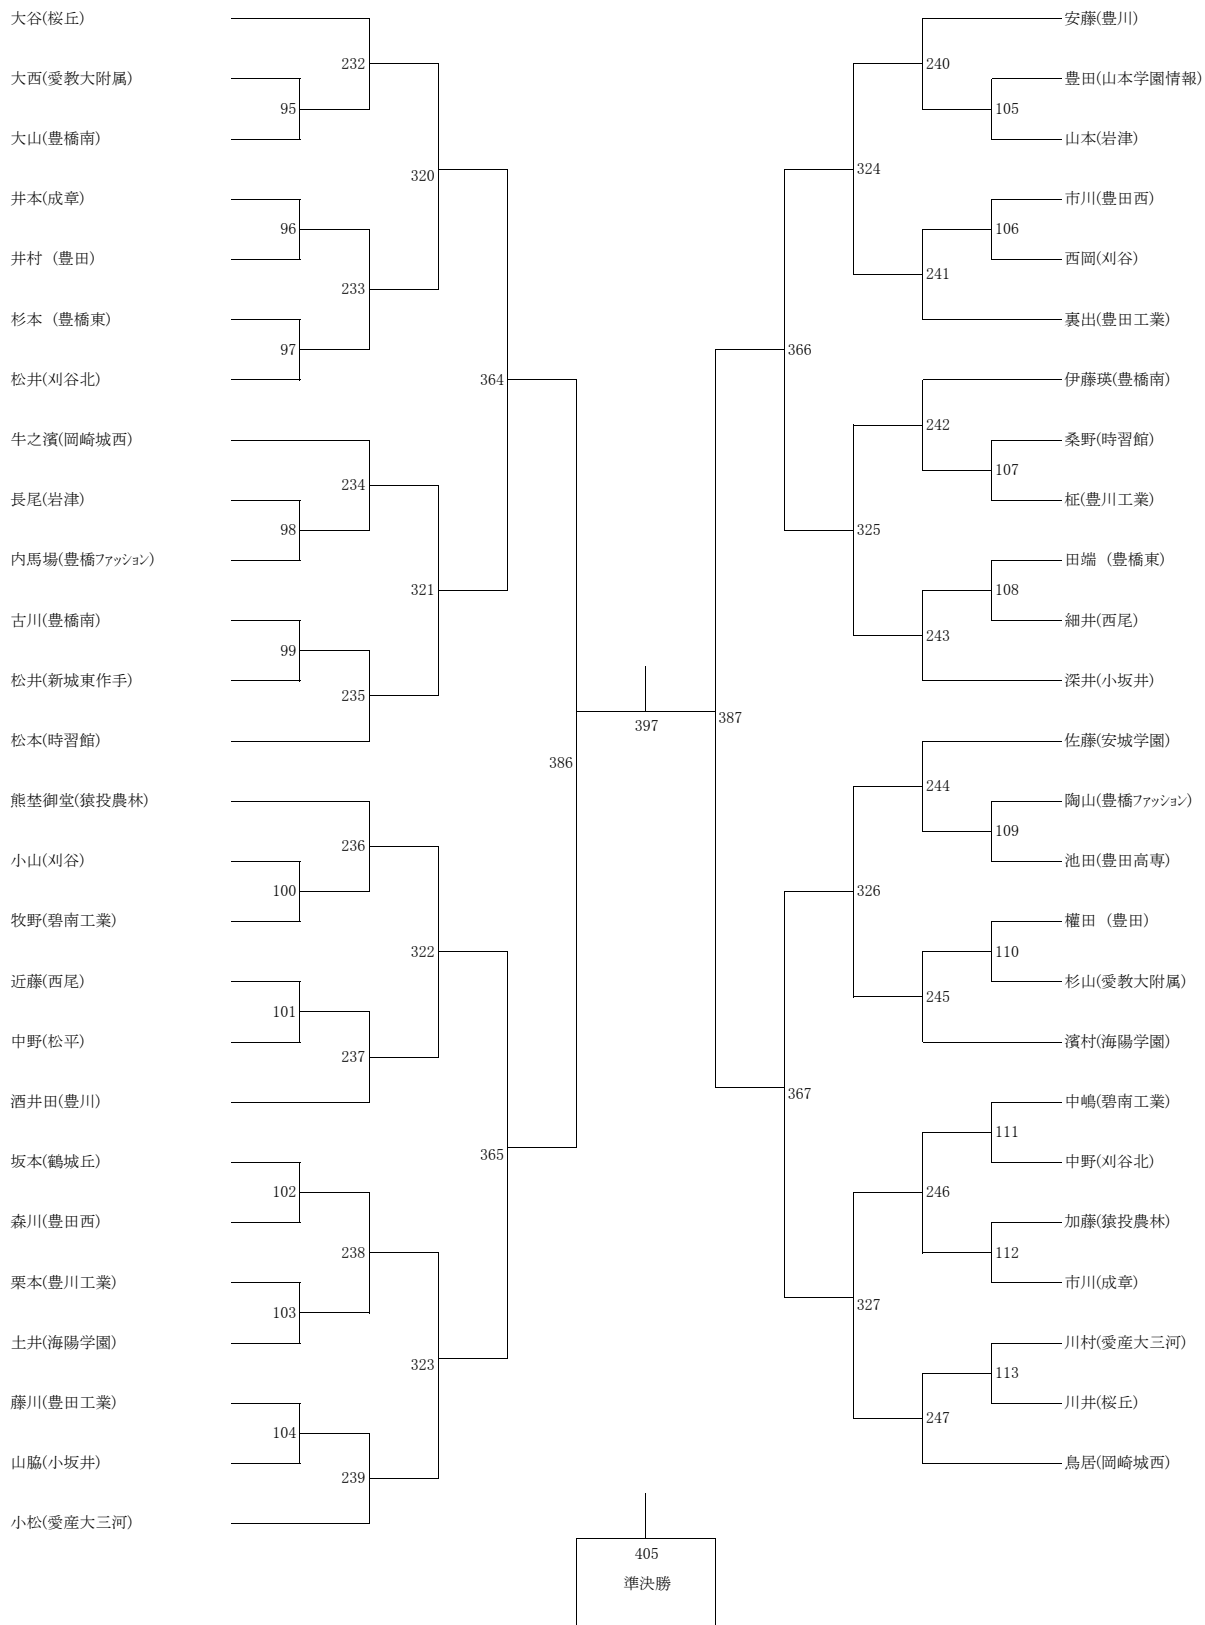 大谷(桜丘)
大西(愛教大附属)
大山(豊橋南)
井本(成章)
井村 (豊田)
杉本 (豊橋東)
松井(刈谷北)
牛之濱(岡崎城西)
長尾(岩津)
内馬場(豊橋ファッション)
古川(豊橋南)
松井(新城東作手)
松本(時習館)
熊埜御堂(猿投農林)
小山(刈谷)
牧野(碧南工業)
近藤(西尾)
中野(松平)
酒井田(豊川)
坂本(鶴城丘)
森川(豊田西)
栗本(豊川工業)
土井(海陽学園)
藤川(豊田工業)
山脇(小坂井)
小松(愛産大三河)
95
96
97
98
99
100
101
102
103
104
232
233
234
235
236
237
238
239
320
321
322
323
364
365
386
397
387
366
367
324
325
326
327
240
241
242
243
244
245
246
247
105
106
107
108
109
110
111
112
113
安藤(豊川)
豊田(山本学園情報)
山本(岩津)
市川(豊田西)
西岡(刈谷)
裏出(豊田工業)
伊藤瑛(豊橋南)
桑野(時習館)
柾(豊川工業)
田端 (豊橋東)
細井(西尾)
深井(小坂井)
佐藤(安城学園)
陶山(豊橋ファッション)
池田(豊田高専)
權田 (豊田)
杉山(愛教大附属)
濱村(海陽学園)
中嶋(碧南工業)
中野(刈谷北)
加藤(猿投農林)
市川(成章)
川村(愛産大三河)
川井(桜丘)
鳥居(岡崎城西)
405
準決勝